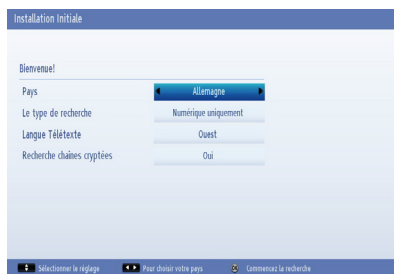 Installation Initiale
Bienvenue!
Pays Allemagne
Le type de recherche Numérique uniquement
Langue Télétexte Ouest
Recherche chaînes cryptées Oui
Sélectionner le réglage Pour choisir votre pays OK Commencez la recherche